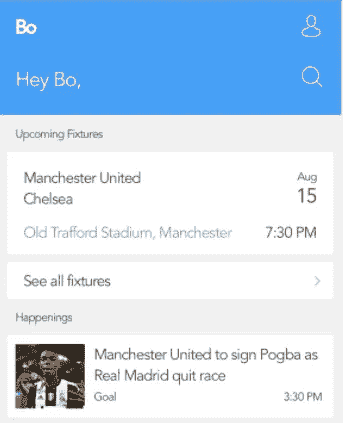 Bo
Hey Bo,
Upcoming Fixtures
Manchester United
Aug
Chelsea
15
Old Trafford Stadium, Manchester
7:30 PM
See all fixtures
Happenings
Manchester United to sign Pogba as
Real Madrid quit race
Goal
3:30 PM